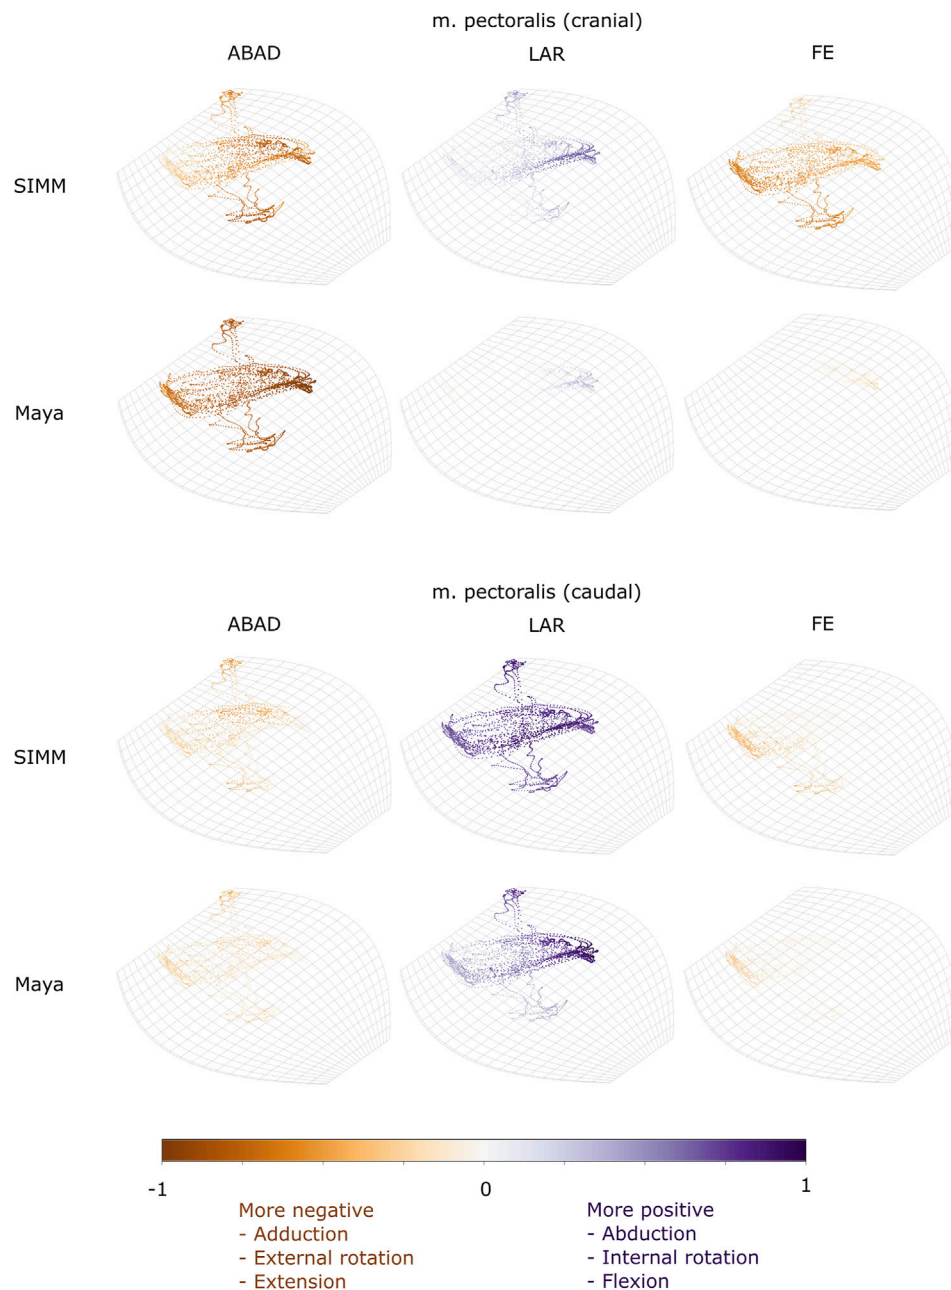 m. pectoralis (cranial)
ABAD LAR FE
SIMM
Maya
m. pectoralis (caudal)
ABAD LAR FE
SIMM
Maya
-1 0 1
More negative More positive
- Adduction - Abduction
- External rotation - Internal rotation
- Extension - Flexion